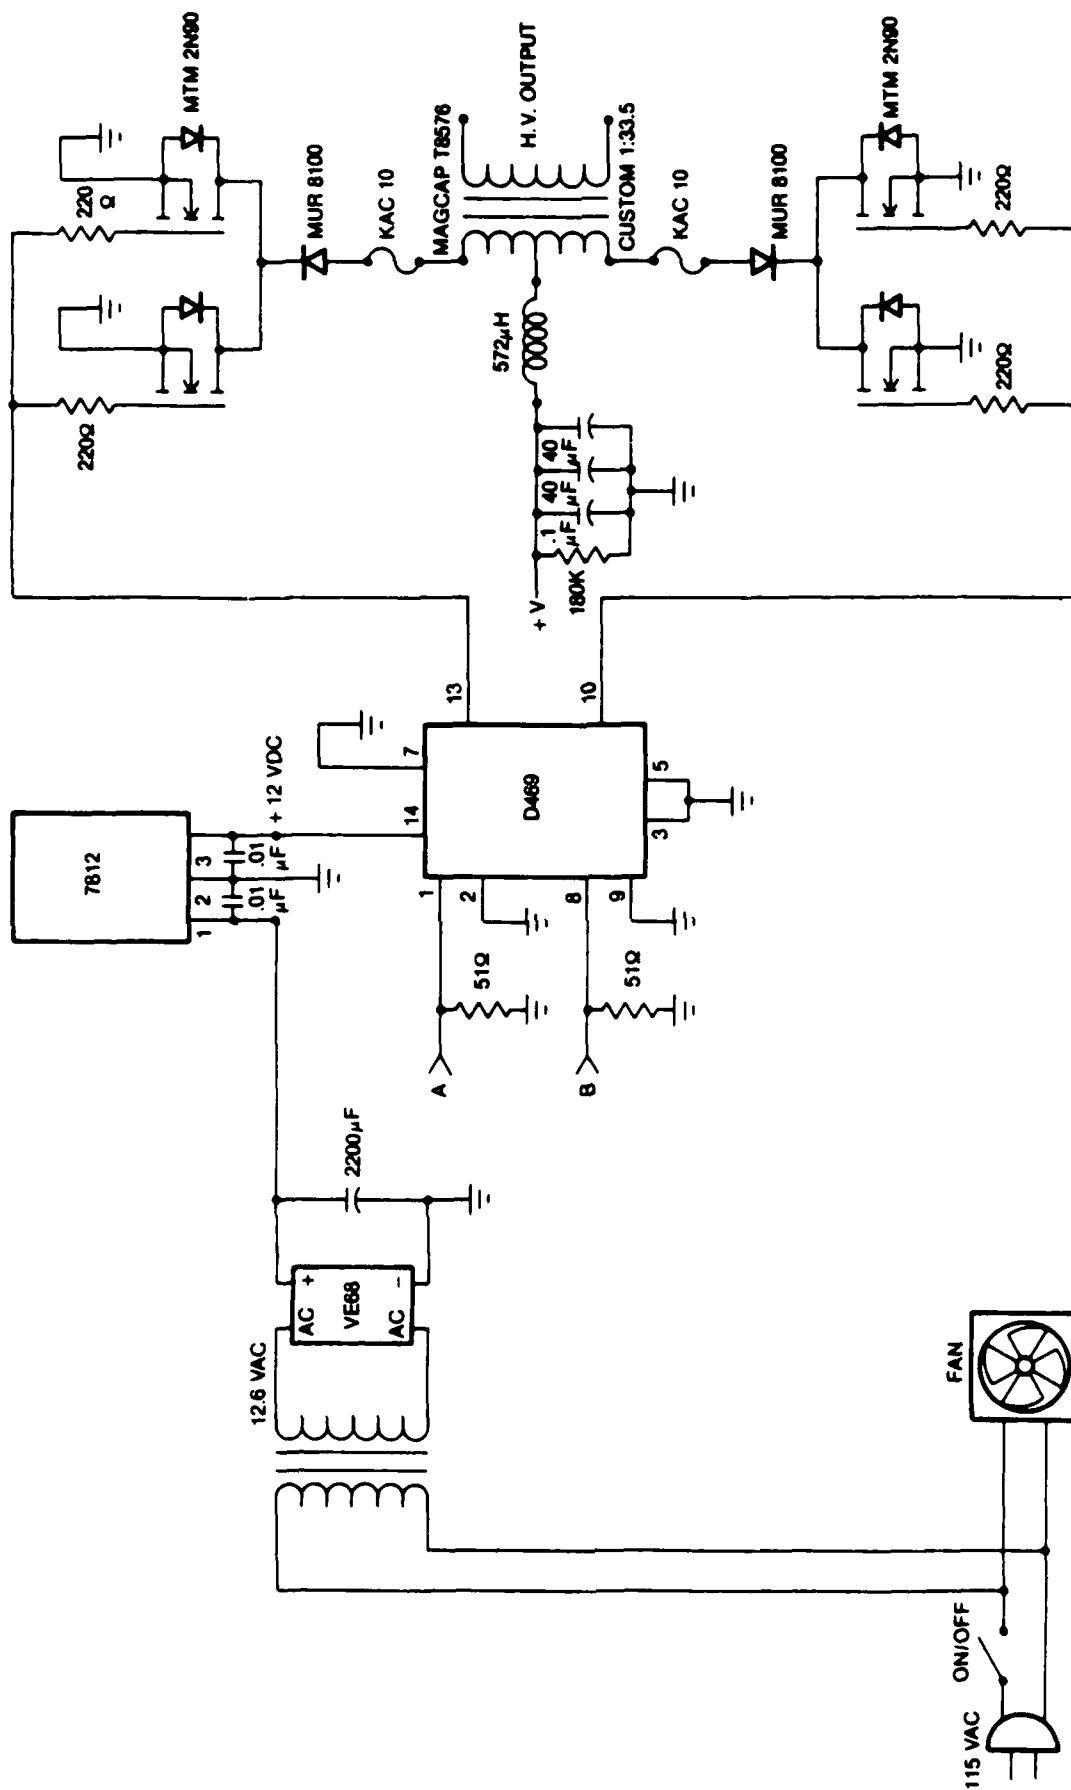 115 VAC
ON/OFF
FAN
12.6 VAC
AC +
VE68
AC −
2200µF
7812
1
2
3
.01
µF
.01
µF
+ 12 VDC
A
51Ω
B
51Ω
1
2
8
9
14
7
D469
3
5
13
10
+ V
180K
.1
µF
40
µF
40
µF
572µH
220Ω
220
Ω
MTM 2N90
MUR 8100
KAC 10
MAGCAP T8576
H.V. OUTPUT
CUSTOM 1:33.5
KAC 10
MUR 8100
MTM 2N90
220Ω
220Ω